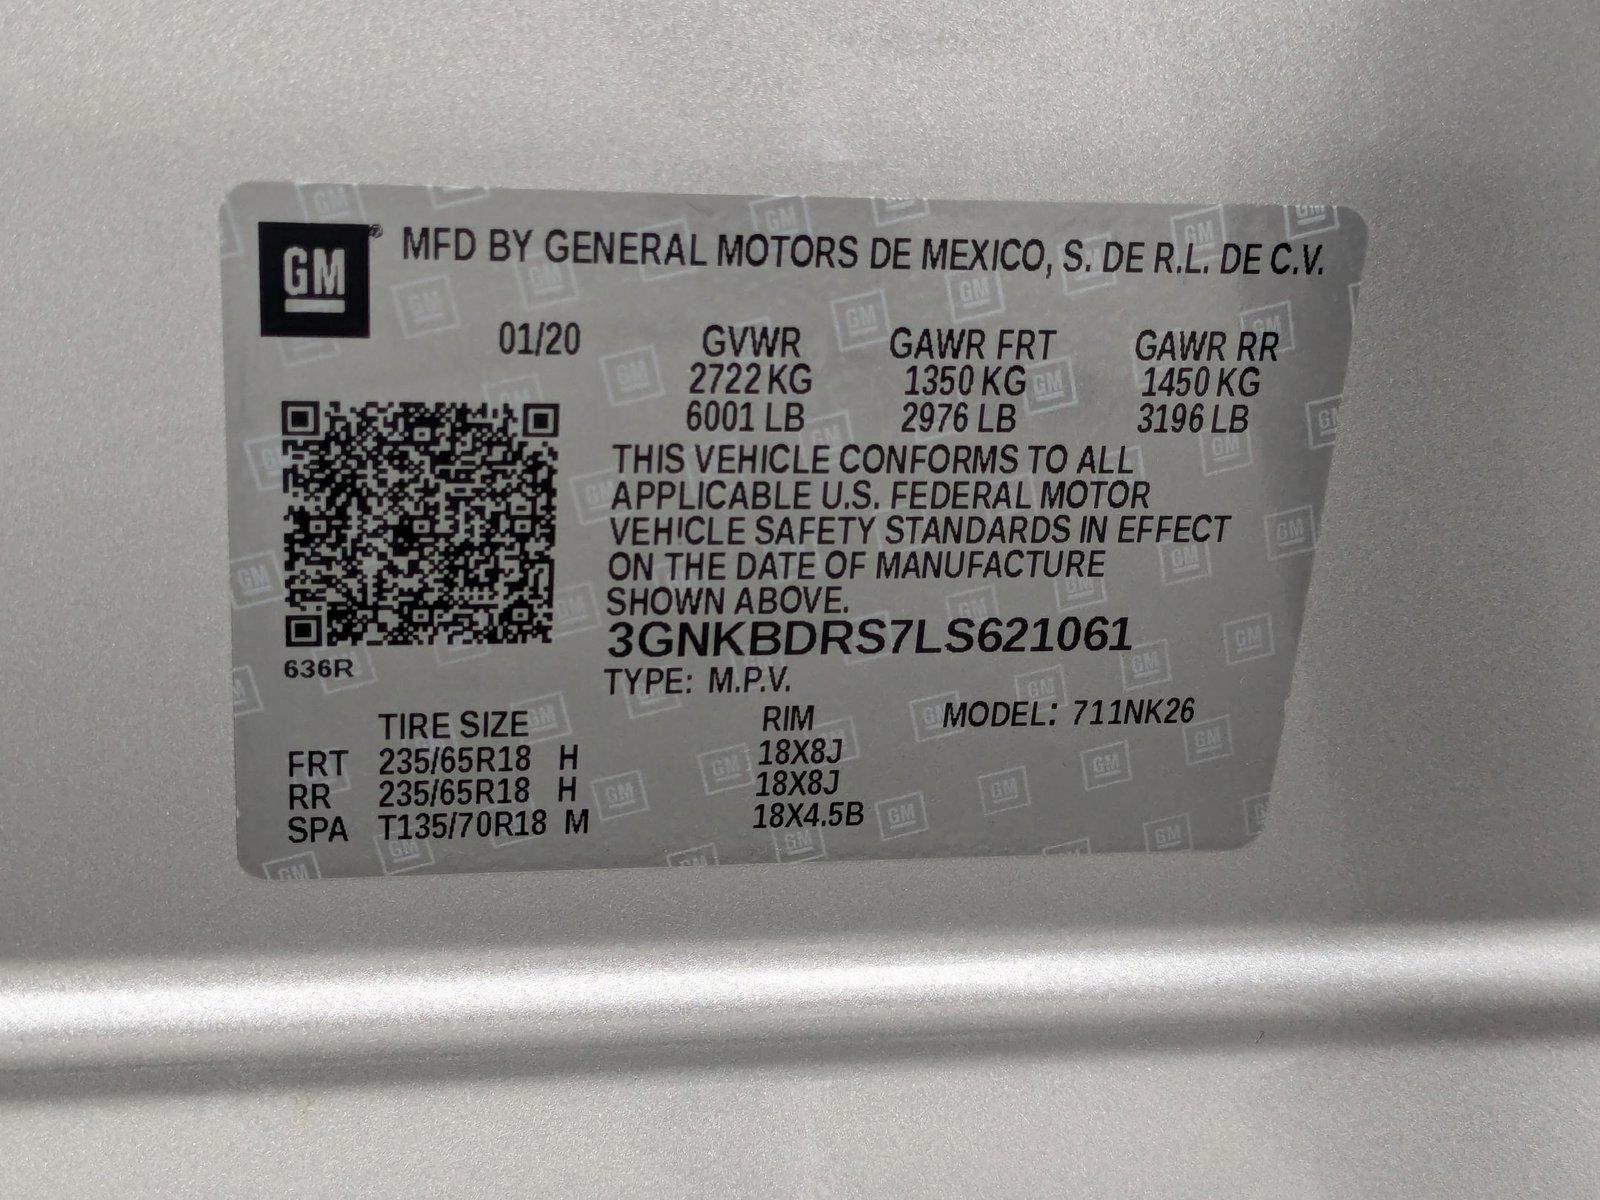 GM® MFD BY GENERAL MOTORS DE MEXICO, S. DE R.L. DE C.V.
01/20 GVWR GAWR FRT GAWR RR
2722 KG 1350 KG 1450 KG
6001 LB 2976 LB 3196 LB
THIS VEHICLE CONFORMS TO ALL
APPLICABLE U.S. FEDERAL MOTOR
VEHICLE SAFETY STANDARDS IN EFFECT
ON THE DATE OF MANUFACTURE
SHOWN ABOVE.
3GNKBDRS7LS621061
636R
TYPE: M.P.V.
TIRE SIZE RIM MODEL: 711NK26
FRT 235/65R18 H 18X8J
RR 235/65R18 H 18X8J
SPA T135/70R18 M 18X4.5B